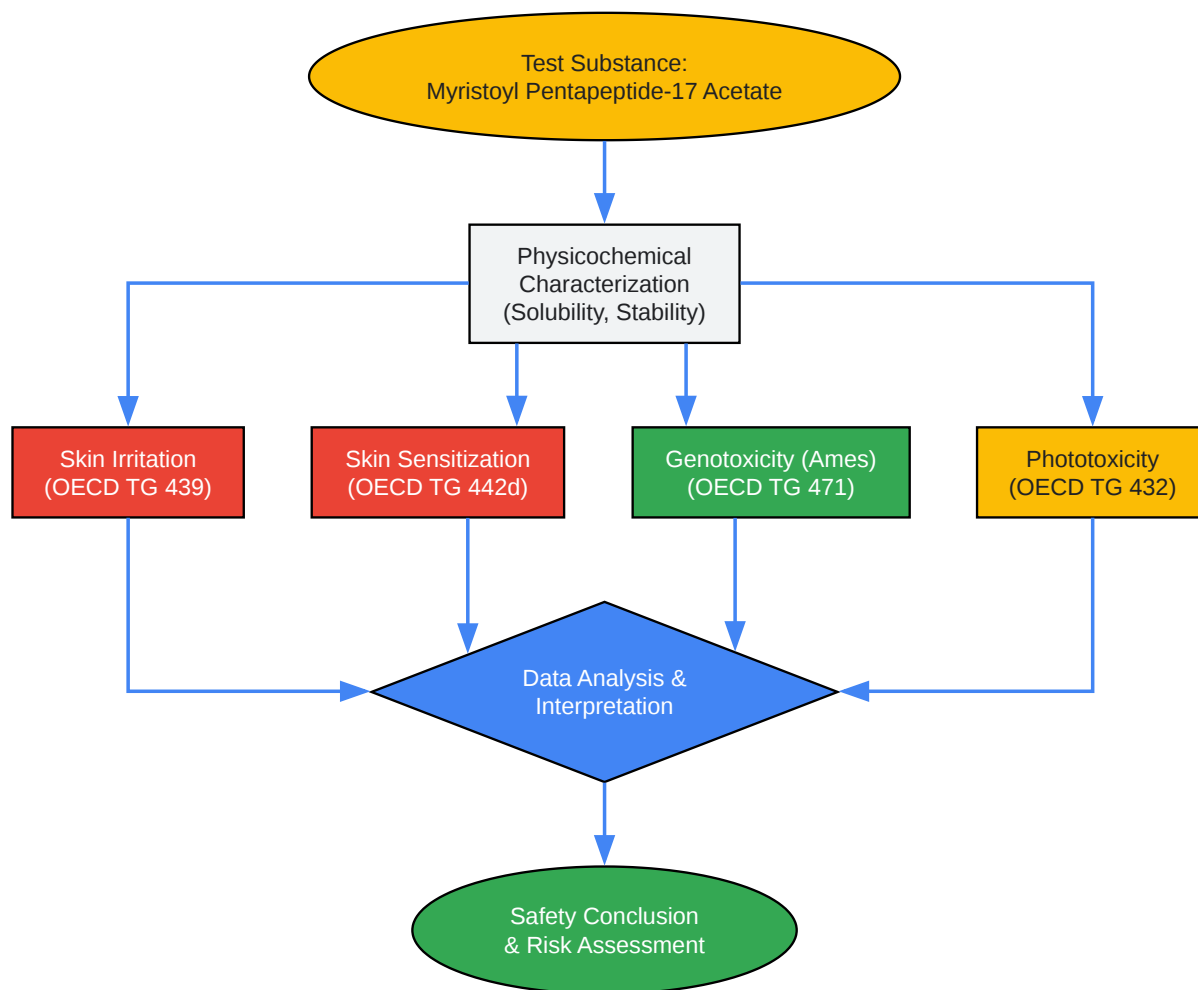 Test Substance:
Myristoyl Pentapeptide-17 Acetate
Physicochemical
Characterization
(Solubility, Stability)
Skin Irritation
(OECD TG 439)
Skin Sensitization
(OECD TG 442d)
Genotoxicity (Ames)
(OECD TG 471)
Phototoxicity
(OECD TG 432)
Data Analysis &
Interpretation
Safety Conclusion
& Risk Assessment